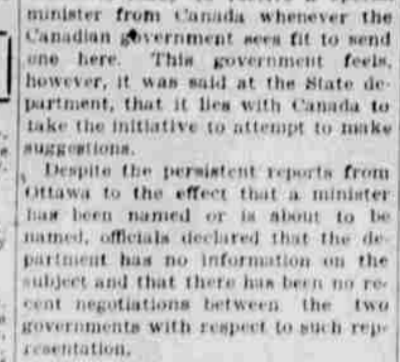 minister from Canada whenever the
Canadian government sees fit to send
one here. This government feels,
however, it was said at the State de-
partment, that it lies with Canada to
take the initiative to attempt to make
suggestions.
Despite the persistent reports from
Ottawa to the effect that a minister
has been named or is about to be
named, officials declared that the de-
partment has no information on the
subject and that there has been no re-
cent negotiations between the two
governments with respect to such rep-
resentation.